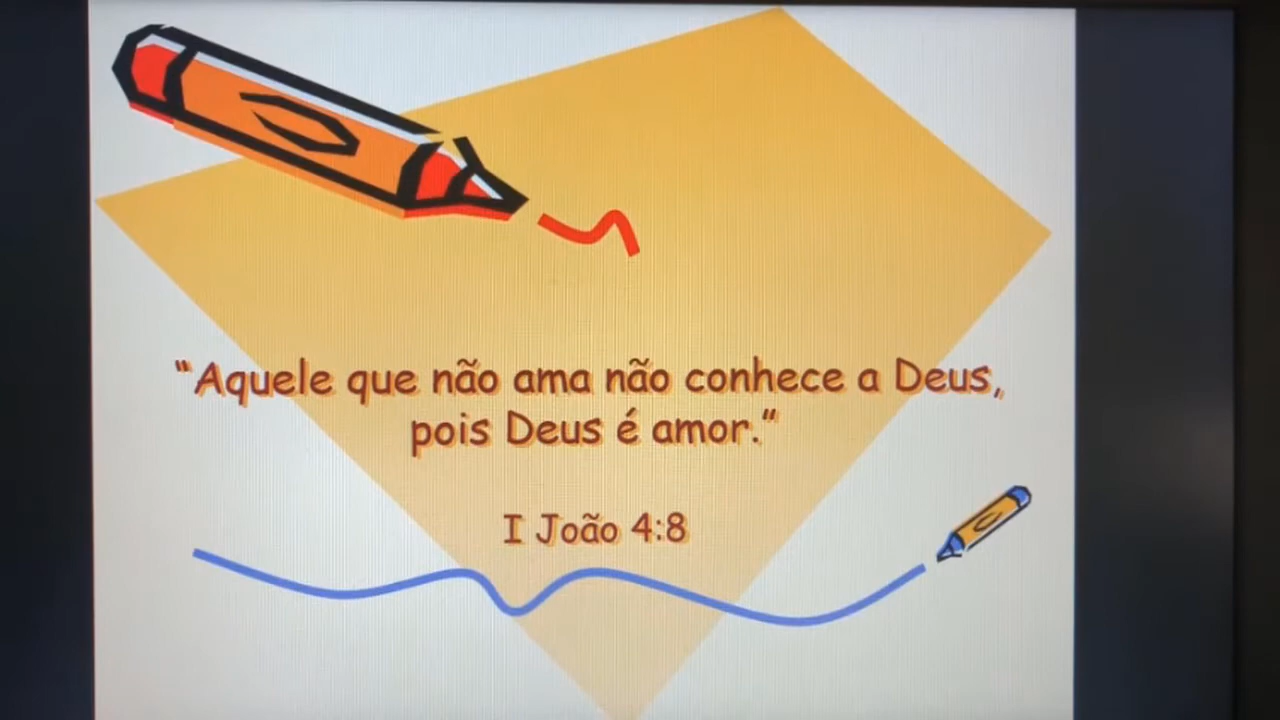 "Aquele que não ama não conhece a Deus,
pois Deus é amor."
I João 4:8